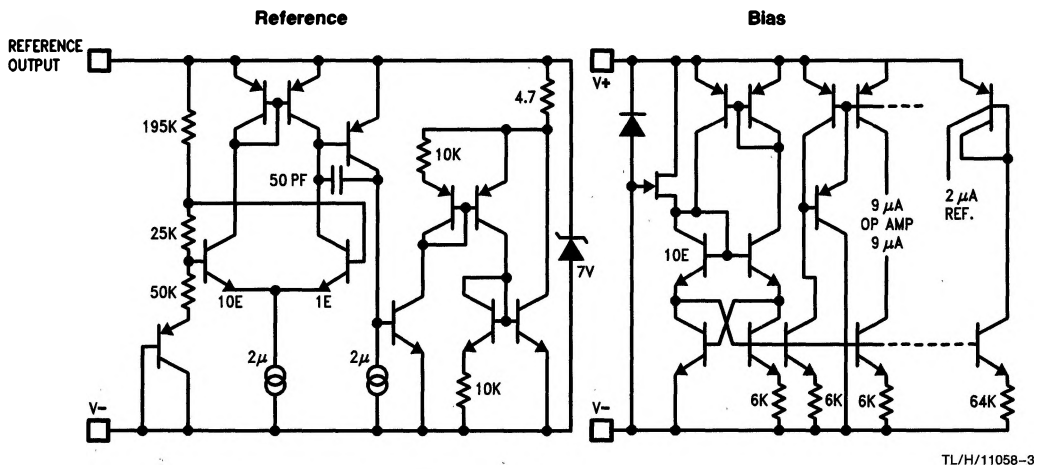 Reference
REFERENCE
OUTPUT
195K
25K
50K
10E
1E
50 PF
2μ
2μ
10K
4.7
10K
7V
V-
Bias
V+
10E
9 μA
OP AMP
9 μA
2 μA
REF.
6K
6K
6K
64K
V-
TL/H/11058-3